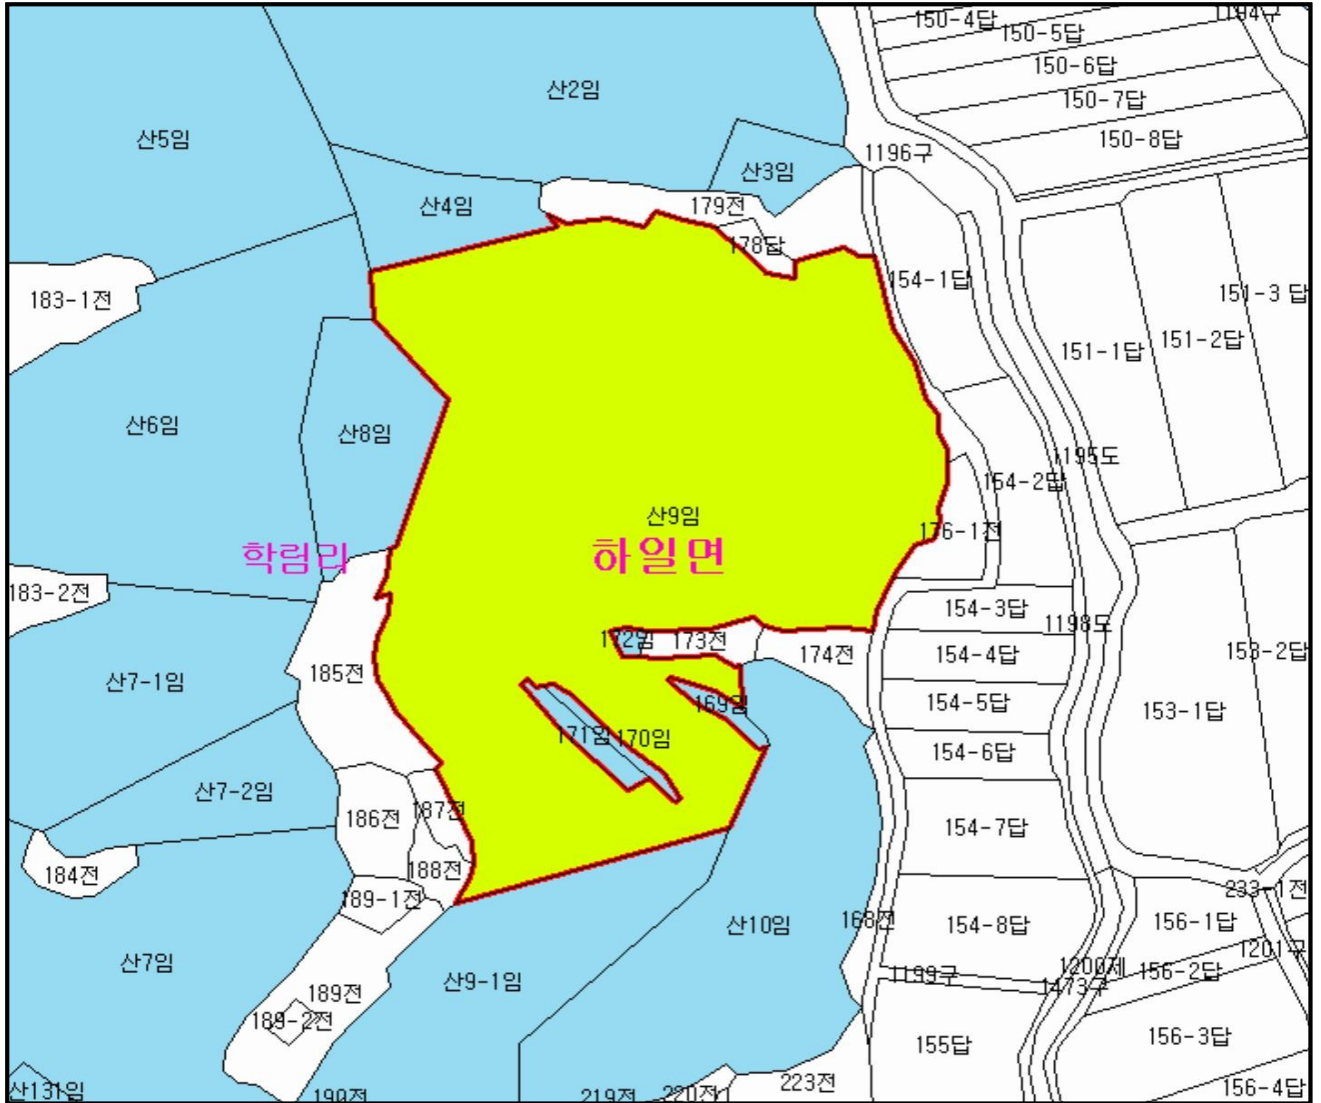 150-4답
1194구
150-5답
150-6답
산2임
150-7답
산5임
150-8답
1196구
산3임
산4임
179전
178답
154-1답
151-3 답
183-1전
151-2답
151-1답
산6임
산8임
1195도
154-2답
산9임
176-1전
학림리
하일면
183-2전
154-3답
1198도
172임
173전
174전
154-4답
153-2답
185전
산7-1임
154-5답
169임
153-1답
171임
170임
154-6답
산7-2임
187전
186전
154-7답
188전
184전
233-1전
189-1전
168전
산10임
154-8답
156-1답
1201구
산7임
1200제
156-2답
1199구
산9-1임
1473구
189전
189-2전
156-3답
155답
223전
산131임
190전
219전
220전
156-4답